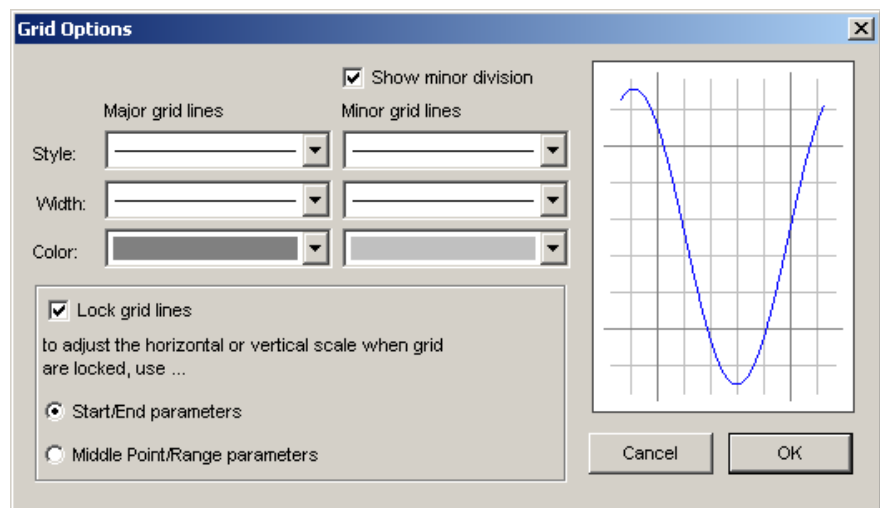 Grid Options
Show minor division
Major grid lines
Minor grid lines
Style:
Width:
Color:
Lock grid lines
to adjust the horizontal or vertical scale when grid
are locked, use ...
Start/End parameters
Middle Point/Range parameters
Cancel
OK